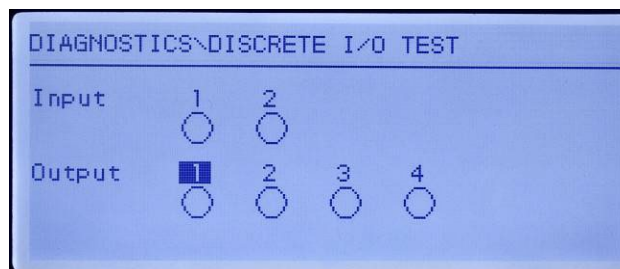 DIAGNOSTICS\DISCRETE I/O TEST
Input 1 2
Output 1 2 3 4